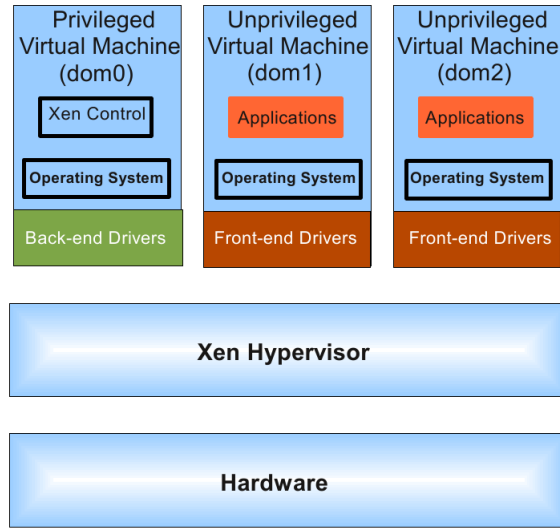 Privileged
Virtual Machine
(dom0)
Xen Control
Operating System
Back-end Drivers
Unprivileged
Virtual Machine
(dom1)
Applications
Operating System
Front-end Drivers
Unprivileged
Virtual Machine
(dom2)
Applications
Operating System
Front-end Drivers
Xen Hypervisor
Hardware